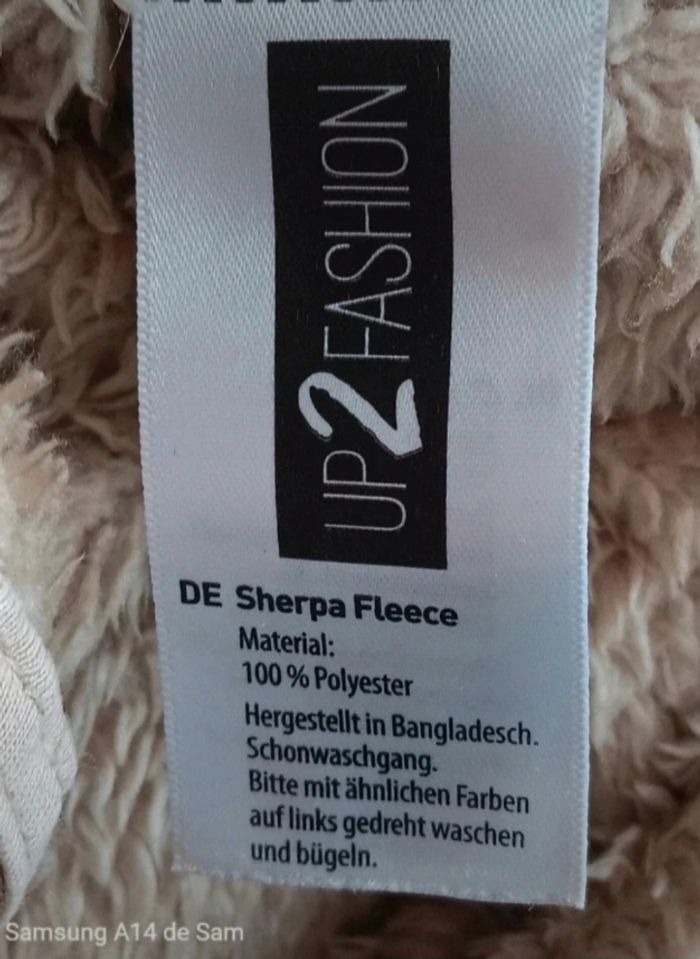 UP2FASHION
DE Sherpa Fleece
Material:
100 % Polyester
Hergestellt in Bangladesch.
Schonwaschgang.
Bitte mit ähnlichen Farben
auf links gedreht waschen
und bügeln.
Samsung A14 de Sam